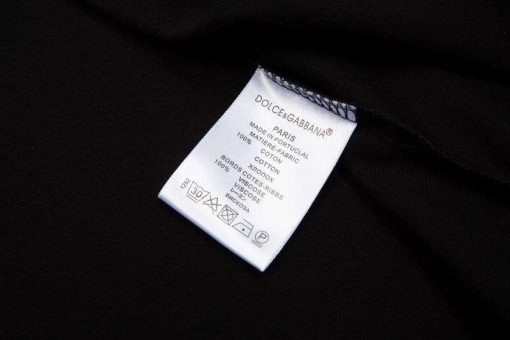 DOLCE&GABBANA®
PARIS
MADE IN PORTUCLAL
MATIERE-FABRIC
100% COTON
COTTON
ХЛОПОК
BORDS COTES-RIBBS
100% VISCOSE
VISCOSE
ВИСКОЗА
30
P